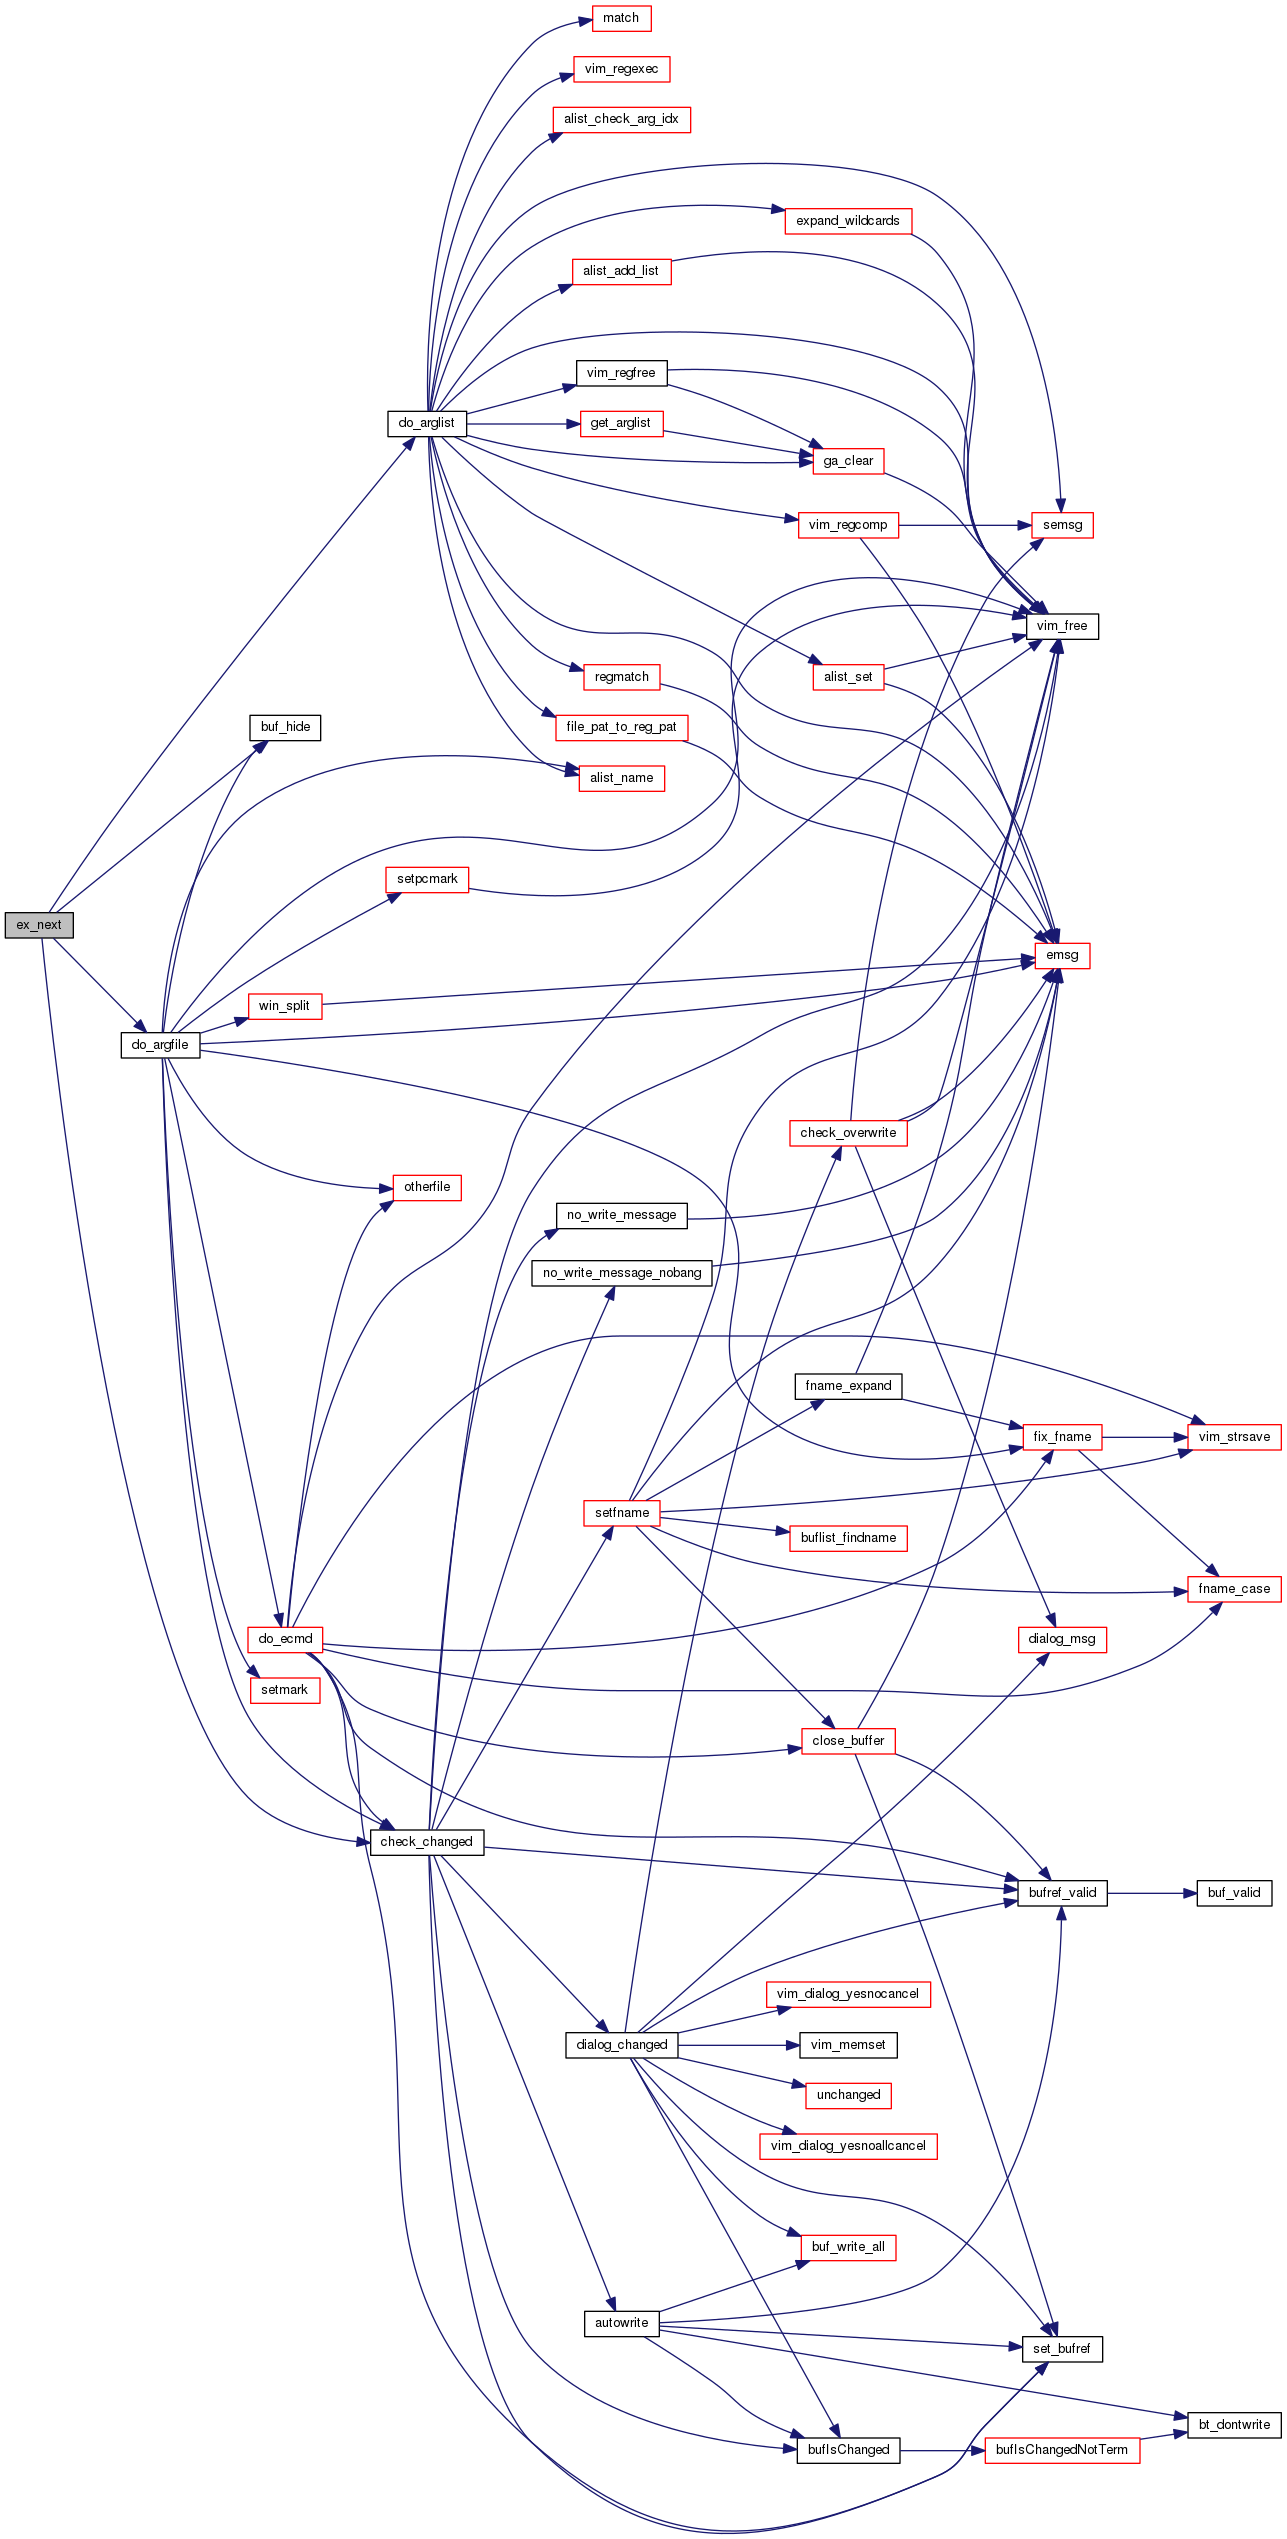 match
vim_regexec
alist_check_arg_idx
expand_wildcards
alist_add_list
vim_regfree
do_arglist
get_arglist
ga_clear
vim_regcomp
semsg
vim_free
regmatch
alist_set
file_pat_to_reg_pat
buf_hide
alist_name
setpcmark
ex_next
emsg
win_split
do_argfile
check_overwrite
otherfile
no_write_message
no_write_message_nobang
fname_expand
fix_fname
vim_strsave
setfname
buflist_findname
fname_case
do_ecmd
dialog_msg
setmark
close_buffer
check_changed
bufref_valid
buf_valid
vim_dialog_yesnocancel
dialog_changed
vim_memset
unchanged
vim_dialog_yesnoallcancel
buf_write_all
autowrite
set_bufref
bt_dontwrite
bufIsChanged
bufIsChangedNotTerm